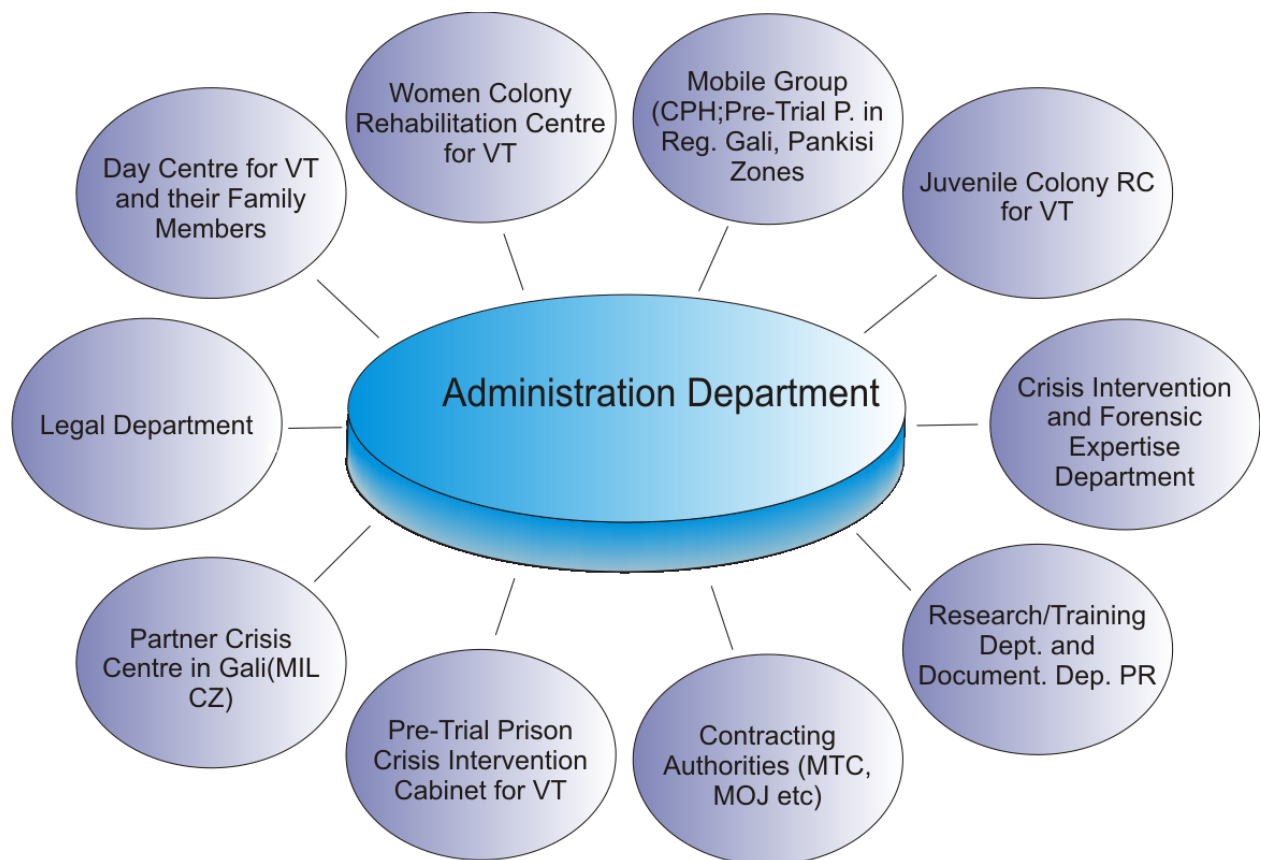 Women Colony
Rehabilitation Centre
for VT
Mobile Group
(CPH;Pre-Trial P. in
Reg. Gali, Pankisi
Zones
Day Centre for VT
and their Family
Members
Juvenile Colony RC
for VT
Administration Department
Legal Department
Crisis Intervention
and Forensic
Expertise
Department
Partner Crisis
Centre in Gali(MIL
CZ)
Research/Training
Dept. and
Document. Dep. PR
Pre-Trial Prison
Crisis Intervention
Cabinet for VT
Contracting
Authorities (MTC,
MOJ etc)